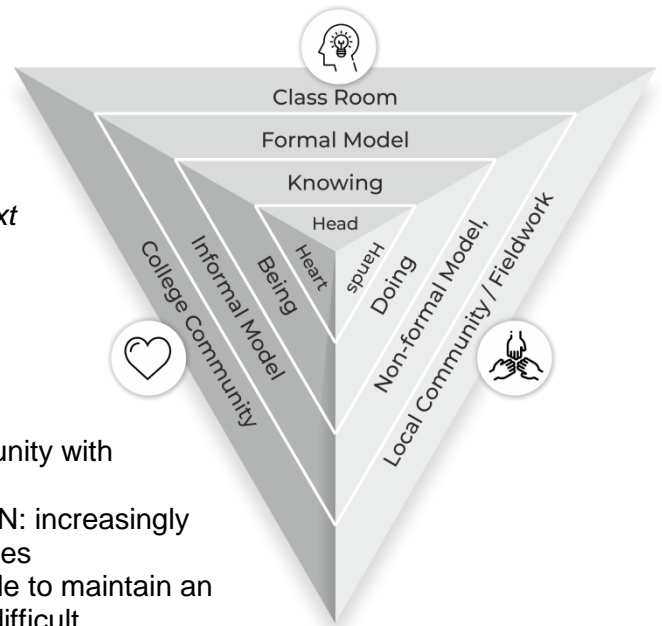 Class Room
Formal Model
Knowing
Head
Heart
Hands
Being
Doing
Informal Model
Non-formal Model,
College Community
Local Community / Fieldwork
xt
unity with
N: increasingly
es
le to maintain an
difficult